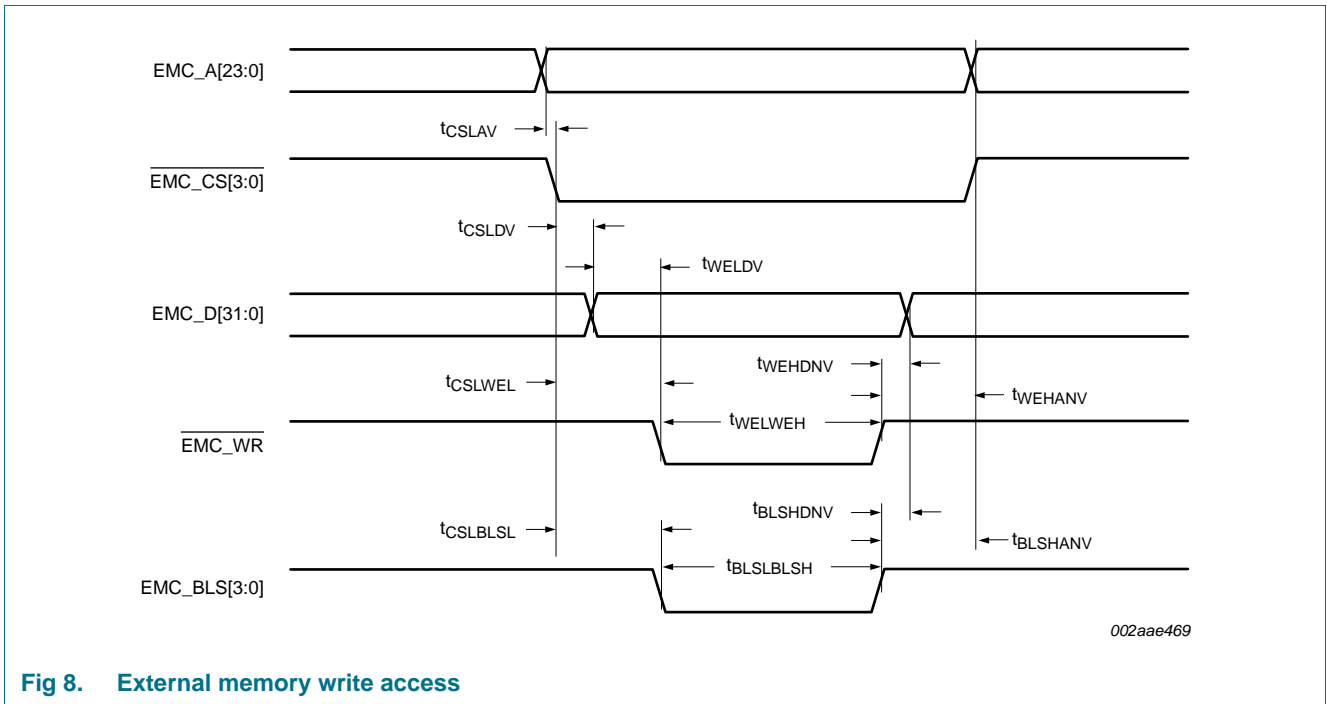 EMC_A[23:0]
tCSLAV
EMC_CS[3:0]
tCSLDV
tWELDV
EMC_D[31:0]
tWEHDNV
tCSLWEL
tWEHANV
tWELWEH
EMC_WR
tBLSHDNV
tCSLBLSL
tBLSHANV
tBLSLBLSH
EMC_BLS[3:0]
002aae469
Fig 8. External memory write access